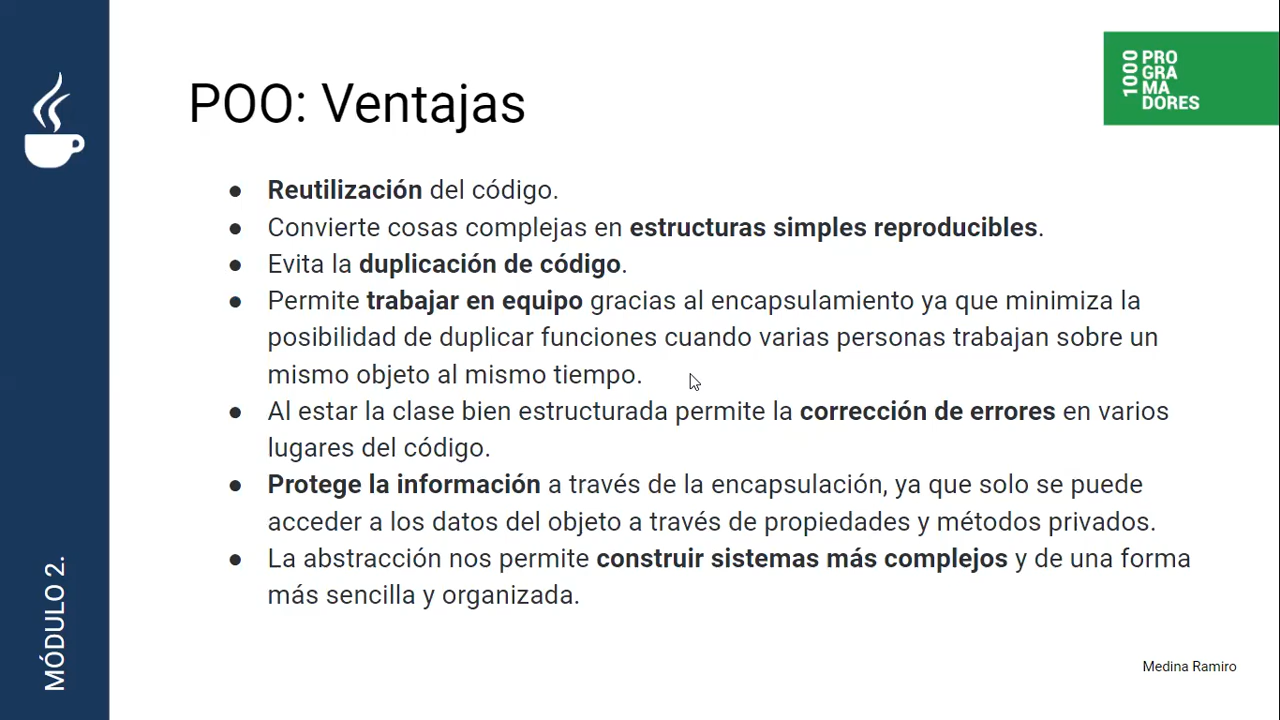 POO: Ventajas
1000
PRO
GRA
MA
DORES
● Reutilización del código.
● Convierte cosas complejas en estructuras simples reproducibles.
● Evita la duplicación de código.
● Permite trabajar en equipo gracias al encapsulamiento ya que minimiza la
posibilidad de duplicar funciones cuando varias personas trabajan sobre un
mismo objeto al mismo tiempo.
● Al estar la clase bien estructurada permite la corrección de errores en varios
lugares del código.
● Protege la información a través de la encapsulación, ya que solo se puede
acceder a los datos del objeto a través de propiedades y métodos privados.
● La abstracción nos permite construir sistemas más complejos y de una forma
más sencilla y organizada.
MÓDULO 2.
Medina Ramiro